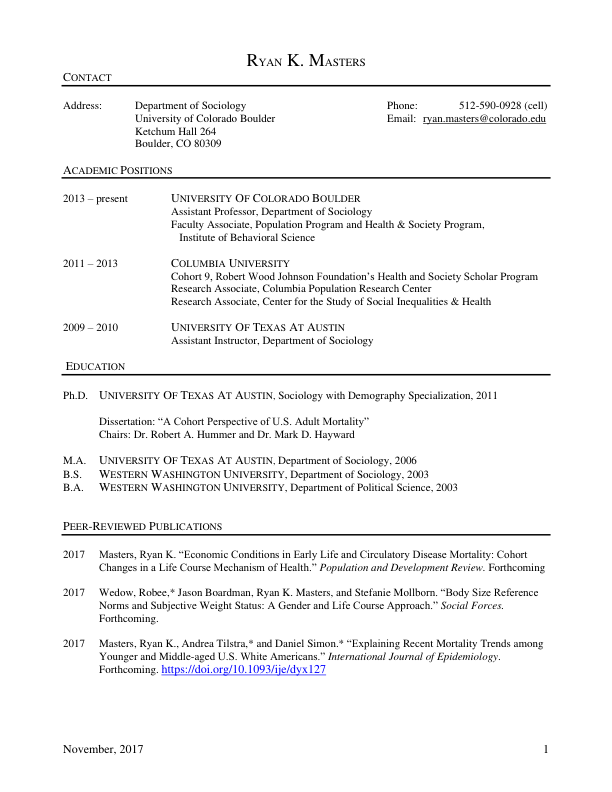 RYAN K. MASTERS
CONTACT
Address: Department of Sociology Phone: 512-590-0928 (cell)
University of Colorado Boulder Email: ryan.masters@colorado.edu
Ketchum Hall 264
Boulder, CO 80309
ACADEMIC POSITIONS
2013 – present UNIVERSITY OF COLORADO BOULDER
Assistant Professor, Department of Sociology
Faculty Associate, Population Program and Health & Society Program,
Institute of Behavioral Science
2011 – 2013 COLUMBIA UNIVERSITY
Cohort 9, Robert Wood Johnson Foundation’s Health and Society Scholar Program
Research Associate, Columbia Population Research Center
Research Associate, Center for the Study of Social Inequalities & Health
2009 – 2010 UNIVERSITY OF TEXAS AT AUSTIN
Assistant Instructor, Department of Sociology
EDUCATION
Ph.D. UNIVERSITY OF TEXAS AT AUSTIN, Sociology with Demography Specialization, 2011
Dissertation: “A Cohort Perspective of U.S. Adult Mortality”
Chairs: Dr. Robert A. Hummer and Dr. Mark D. Hayward
M.A. UNIVERSITY OF TEXAS AT AUSTIN, Department of Sociology, 2006
B.S. WESTERN WASHINGTON UNIVERSITY, Department of Sociology, 2003
B.A. WESTERN WASHINGTON UNIVERSITY, Department of Political Science, 2003
PEER-REVIEWED PUBLICATIONS
2017 Masters, Ryan K. “Economic Conditions in Early Life and Circulatory Disease Mortality: Cohort
Changes in a Life Course Mechanism of Health.” Population and Development Review. Forthcoming
2017 Wedow, Robee,* Jason Boardman, Ryan K. Masters, and Stefanie Mollborn. “Body Size Reference
Norms and Subjective Weight Status: A Gender and Life Course Approach.” Social Forces.
Forthcoming.
2017 Masters, Ryan K., Andrea Tilstra,* and Daniel Simon.* “Explaining Recent Mortality Trends among
Younger and Middle-aged U.S. White Americans.” International Journal of Epidemiology.
Forthcoming. https://doi.org/10.1093/ije/dyx127
November, 2017 1